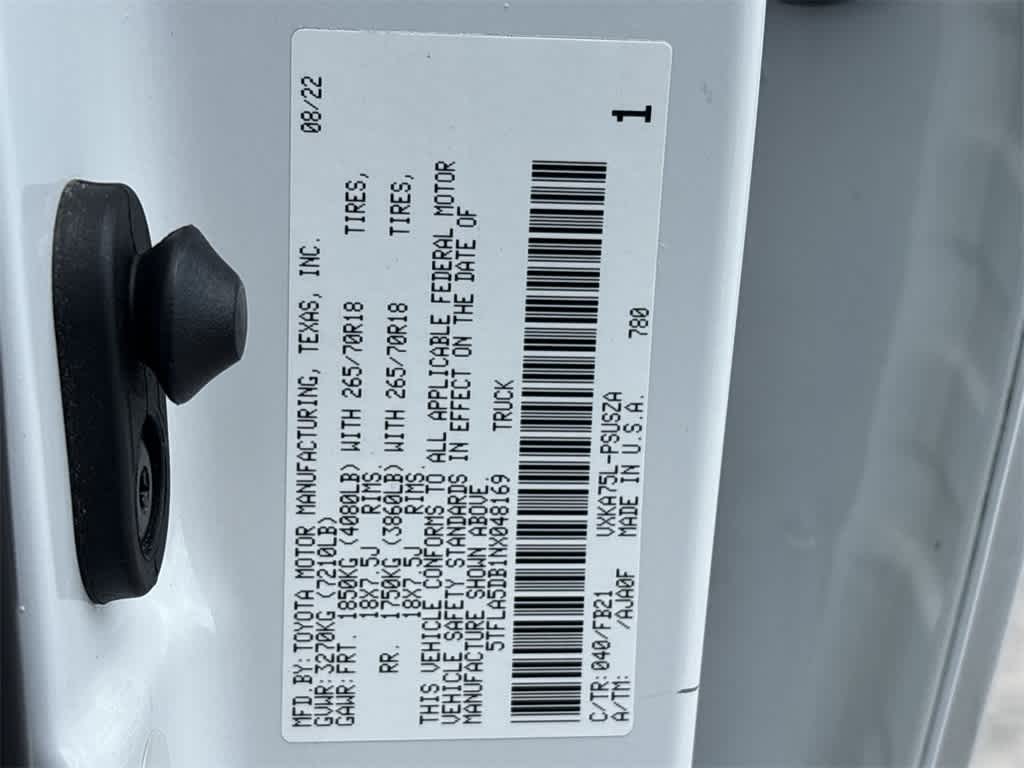 MFD.BY:TOYOTA MOTOR MANUFACTURING, TEXAS, INC. 08/22
GVWR:3270KG (7210LB)
GAWR:FRT. 1850KG (4080LB) WITH 265/70R18 TIRES,
18X7.5J RIMS.
RR. 1750KG (3860LB) WITH 265/70R18 TIRES,
18X7.5J RIMS.
THIS VEHICLE CONFORMS TO ALL APPLICABLE FEDERAL MOTOR
VEHICLE SAFETY STANDARDS IN EFFECT ON THE DATE OF
MANUFACTURE SHOWN ABOVE.
5TFLA5DB1NX048169 TRUCK
1
C/TR:040/FB21 VXKA75L-PSUSZA
A/TM: /AJA0F MADE IN U.S.A. 780